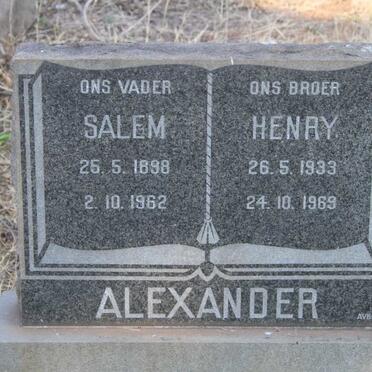 ONS VADER
SALEM
25. 5. 1898
2. 10. 1962
ONS BROER
HENRY
26. 5. 1933
24. 10. 1969
ALEXANDER
AVB